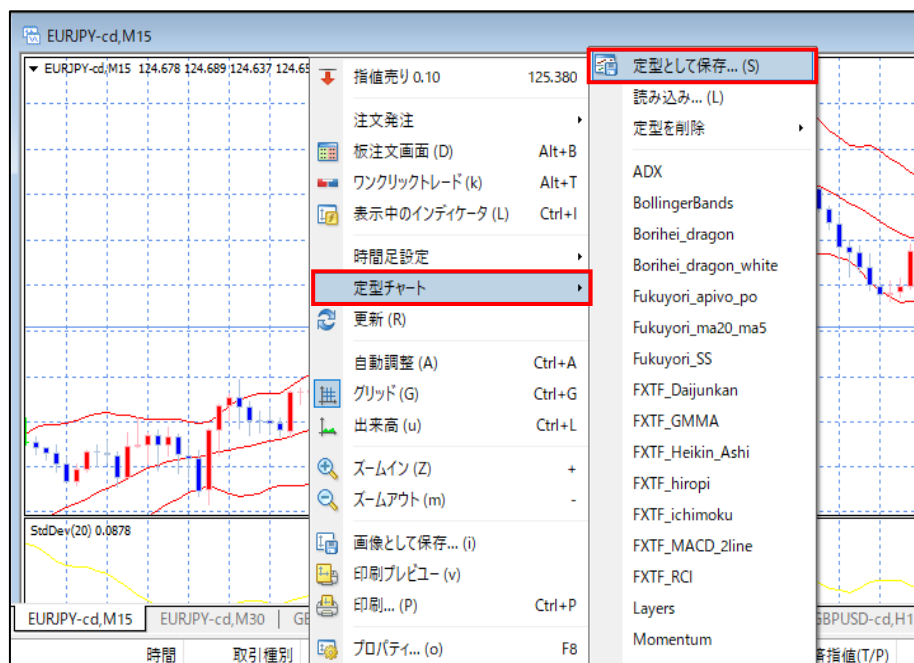 EURJPY-cd,M15
EURJPY-cd,M15 124.678 124.689 124.637 124.65
指値売り 0.10 125.380
注文発注
板注文画面 (D) Alt+B
ワンクリックトレード (k) Alt+T
表示中のインディケータ (L) Ctrl+I
時間足設定
定型チャート
更新 (R)
自動調整 (A) Ctrl+A
グリッド (G) Ctrl+G
出来高 (u) Ctrl+L
ズームイン (Z) +
ズームアウト (m) -
画像として保存... (i)
印刷プレビュー (v)
印刷... (P) Ctrl+P
プロパティ... (o) F8
定型として保存... (S)
読み込み... (L)
定型を削除
ADX
BollingerBands
Borihei_dragon
Borihei_dragon_white
Fukuyori_apivo_po
Fukuyori_ma20_ma5
Fukuyori_SS
FXTF_Daijunkan
FXTF_GMMA
FXTF_Heikin_Ashi
FXTF_hiropi
FXTF_ichimoku
FXTF_MACD_2line
FXTF_RCI
Layers
Momentum
StdDev(20) 0.0878
EURJPY-cd,M15 EURJPY-cd,M30 GB GBPUSD-cd,H1
時間 取引種別 済指値(T/P)